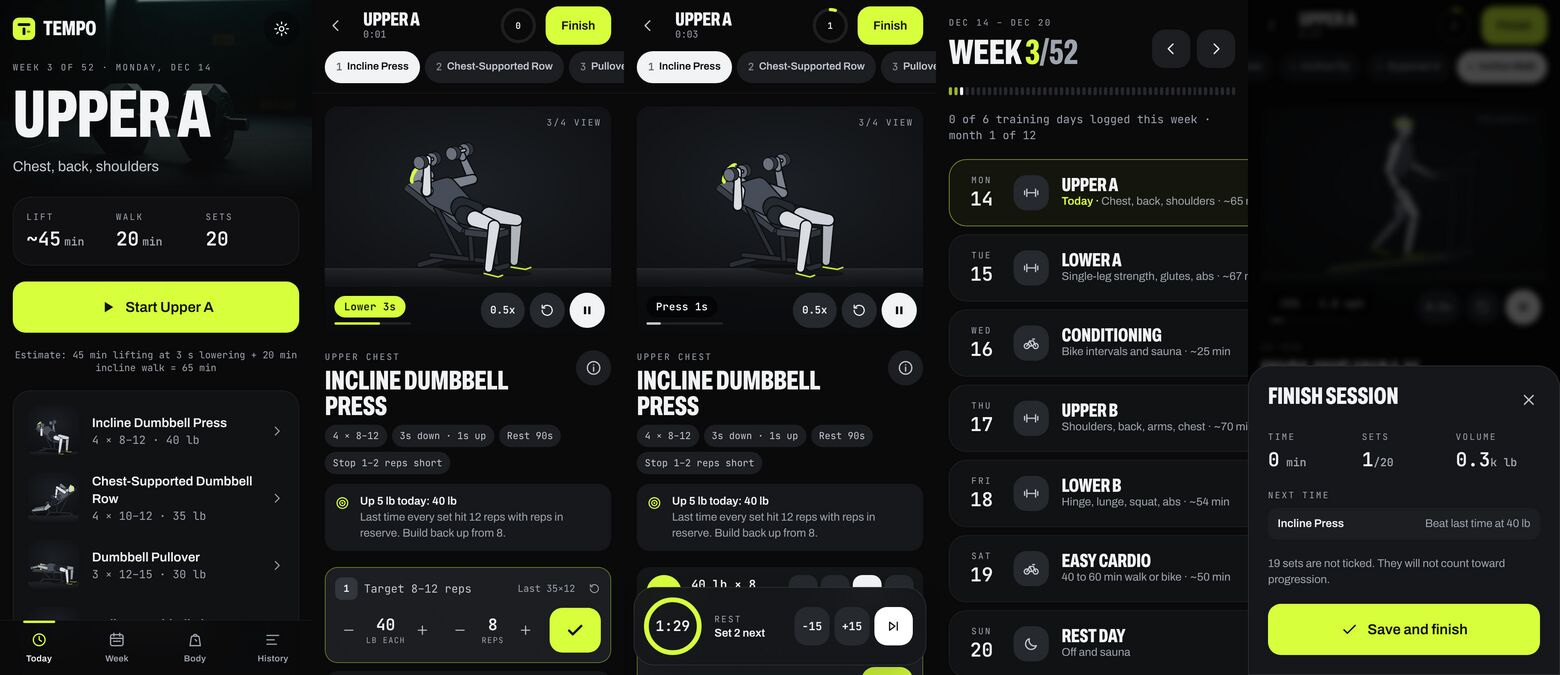 TEMPO
WEEK 3 OF 52 · MONDAY, DEC 14
UPPER A
Chest, back, shoulders
LIFT WALK SETS
~45 min 20 min 20
Start Upper A
Estimate: 45 min lifting at 3 s lowering + 20 min
incline walk = 65 min
Incline Dumbbell Press
4 × 8–12 · 40 lb
Chest-Supported Dumbbell
Row
4 × 10–12 · 35 lb
Dumbbell Pullover
3 × 12–15 · 30 lb
Today Week Body History
UPPER A
0:01
0
Finish
1 Incline Press 2 Chest-Supported Row 3 Pullove
3/4 VIEW
Lower 3s
0.5x
UPPER CHEST
INCLINE DUMBBELL
PRESS
4 × 8–12 3s down · 1s up Rest 90s
Stop 1–2 reps short
Up 5 lb today: 40 lb
Last time every set hit 12 reps with reps in
reserve. Build back up from 8.
1 Target 8–12 reps Last 35×12
− 40 + − 8 +
LB EACH REPS
UPPER A
0:03
1
Finish
1 Incline Press 2 Chest-Supported Row 3 Pullove
3/4 VIEW
Press 1s
0.5x
UPPER CHEST
INCLINE DUMBBELL
PRESS
4 × 8–12 3s down · 1s up Rest 90s
Stop 1–2 reps short
Up 5 lb today: 40 lb
Last time every set hit 12 reps with reps in
reserve. Build back up from 8.
40 lb × 8
1:29
REST
Set 2 next
-15 +15
DEC 14 – DEC 20
WEEK 3/52
0 of 6 training days logged this week ·
month 1 of 12
MON
14
UPPER A
Today · Chest, back, shoulders · ~65 m
TUE
15
LOWER A
Single-leg strength, glutes, abs · ~67 m
WED
16
CONDITIONING
Bike intervals and sauna · ~25 min
THU
17
UPPER B
Shoulders, back, arms, chest · ~70 mi
FRI
18
LOWER B
Hinge, lunge, squat, abs · ~54 min
SAT
19
EASY CARDIO
40 to 60 min walk or bike · ~50 min
SUN
20
REST DAY
Off and sauna
FINISH SESSION
TIME SETS VOLUME
0 min 1/20 0.3k lb
NEXT TIME
Incline Press Beat last time at 40 lb
19 sets are not ticked. They will not count toward
progression.
Save and finish